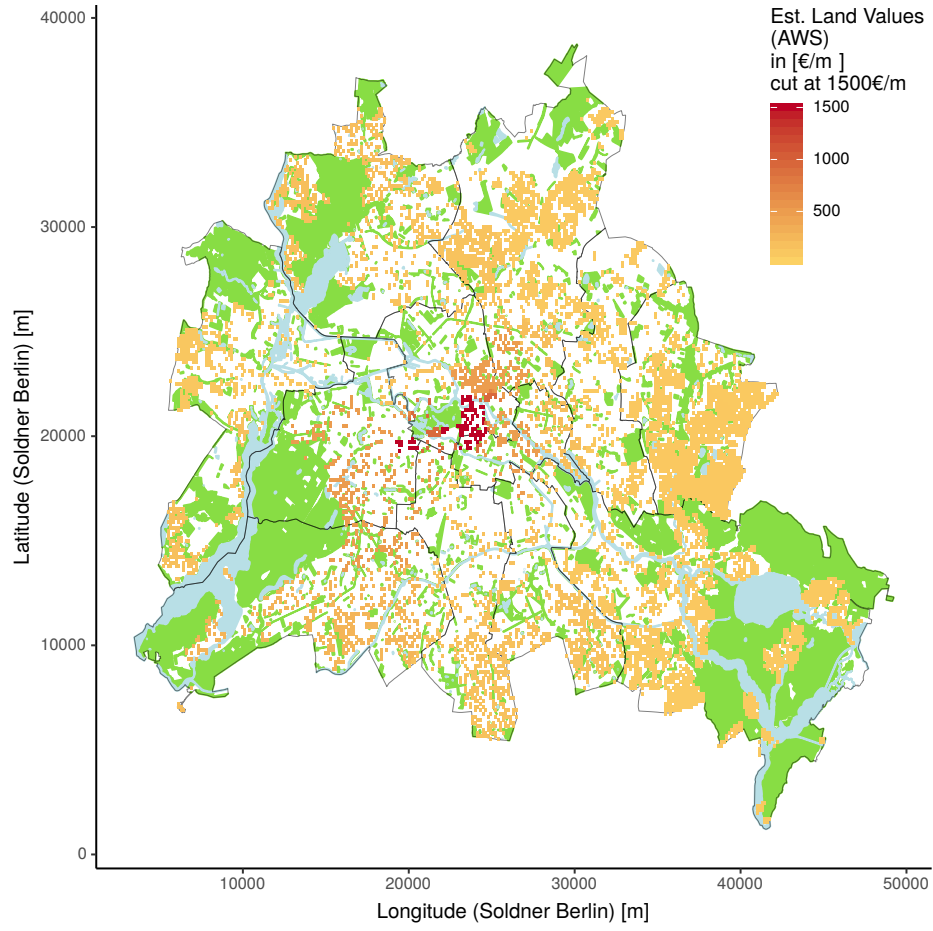 Est. Land Values
(AWS)
in [€/m ]
cut at 1500€/m
1500
1000
500
40000
30000
20000
10000
0
Latitude (Soldner Berlin) [m]
10000 20000 30000 40000 50000
Longitude (Soldner Berlin) [m]